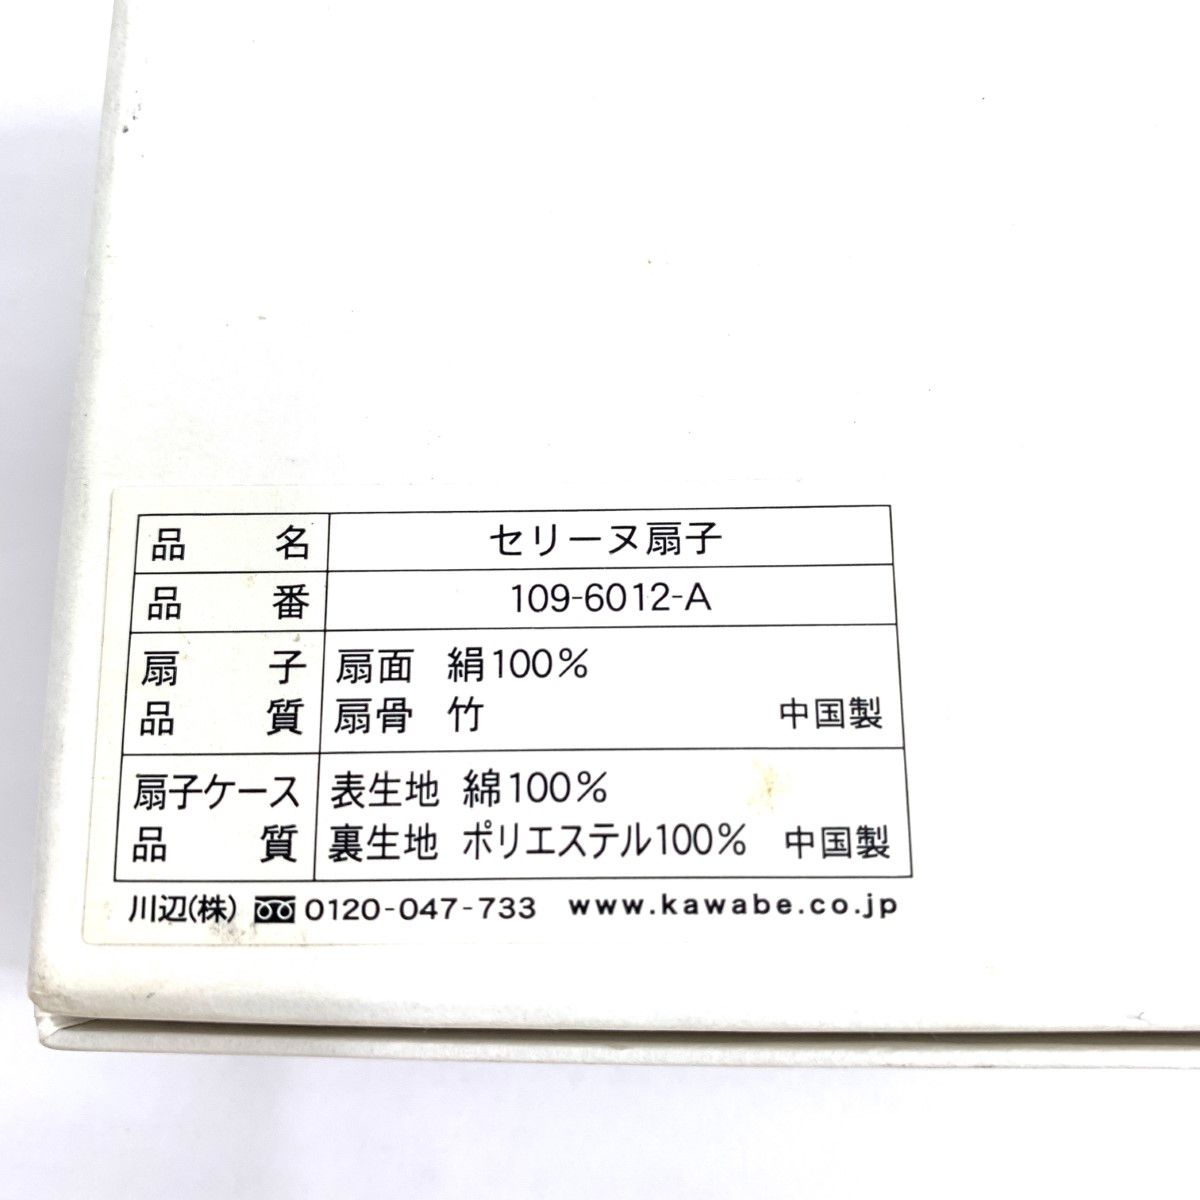 品名 セリーヌ扇子
品番 109-6012-A
扇子 扇面 絹100%
品質 扇骨 竹 中国製
扇子ケース 表生地 綿100%
品質 裏生地 ポリエステル100% 中国製
川辺(株) 0120-047-733 www.kawabe.co.jp